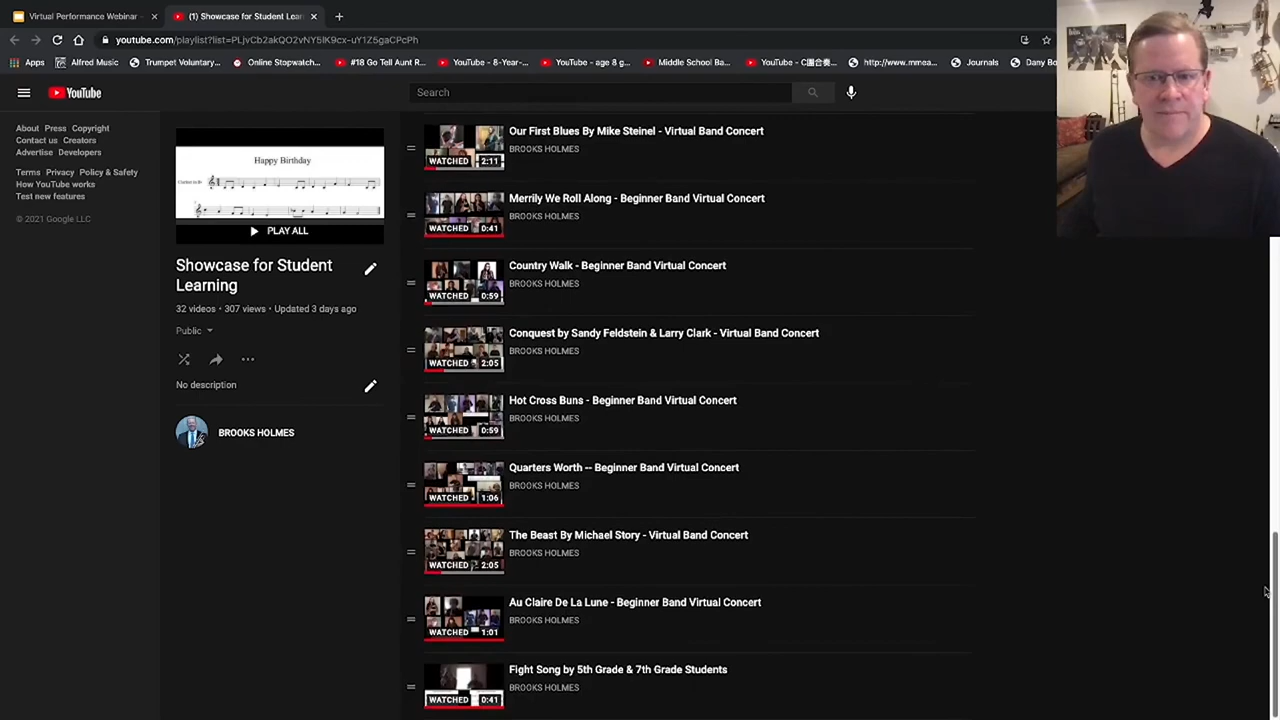 Virtual Performance Webinar
(1) Showcase for Student Lear
youtube.com/playlist?list=PLjvCb2akQO2vNY5lK9cx-uY1Z5gaCPcPh
Apps
Alfred Music
Trumpet Voluntary...
Online Stopwatch...
#18 Go Tell Aunt R...
YouTube - 8-Year-...
YouTube - age 8 g...
Middle School Ba...
YouTube - C圑合奏...
http://www.mmea...
Journals
Dany Bo
YouTube
Search
About Press Copyright
Contact us Creators
Advertise Developers
Terms Privacy Policy & Safety
How YouTube works
Test new features
© 2021 Google LLC
Happy Birthday
PLAY ALL
Showcase for Student
Learning
32 videos • 307 views • Updated 3 days ago
Public
No description
BROOKS HOLMES
Our First Blues By Mike Steinel - Virtual Band Concert
BROOKS HOLMES
WATCHED 2:11
Merrily We Roll Along - Beginner Band Virtual Concert
BROOKS HOLMES
WATCHED 0:41
Country Walk - Beginner Band Virtual Concert
BROOKS HOLMES
WATCHED 0:59
Conquest by Sandy Feldstein & Larry Clark - Virtual Band Concert
BROOKS HOLMES
WATCHED 2:05
Hot Cross Buns - Beginner Band Virtual Concert
BROOKS HOLMES
WATCHED 0:59
Quarters Worth -- Beginner Band Virtual Concert
BROOKS HOLMES
WATCHED 1:06
The Beast By Michael Story - Virtual Band Concert
BROOKS HOLMES
WATCHED 2:05
Au Claire De La Lune - Beginner Band Virtual Concert
BROOKS HOLMES
WATCHED 1:01
Fight Song by 5th Grade & 7th Grade Students
BROOKS HOLMES
WATCHED 0:41